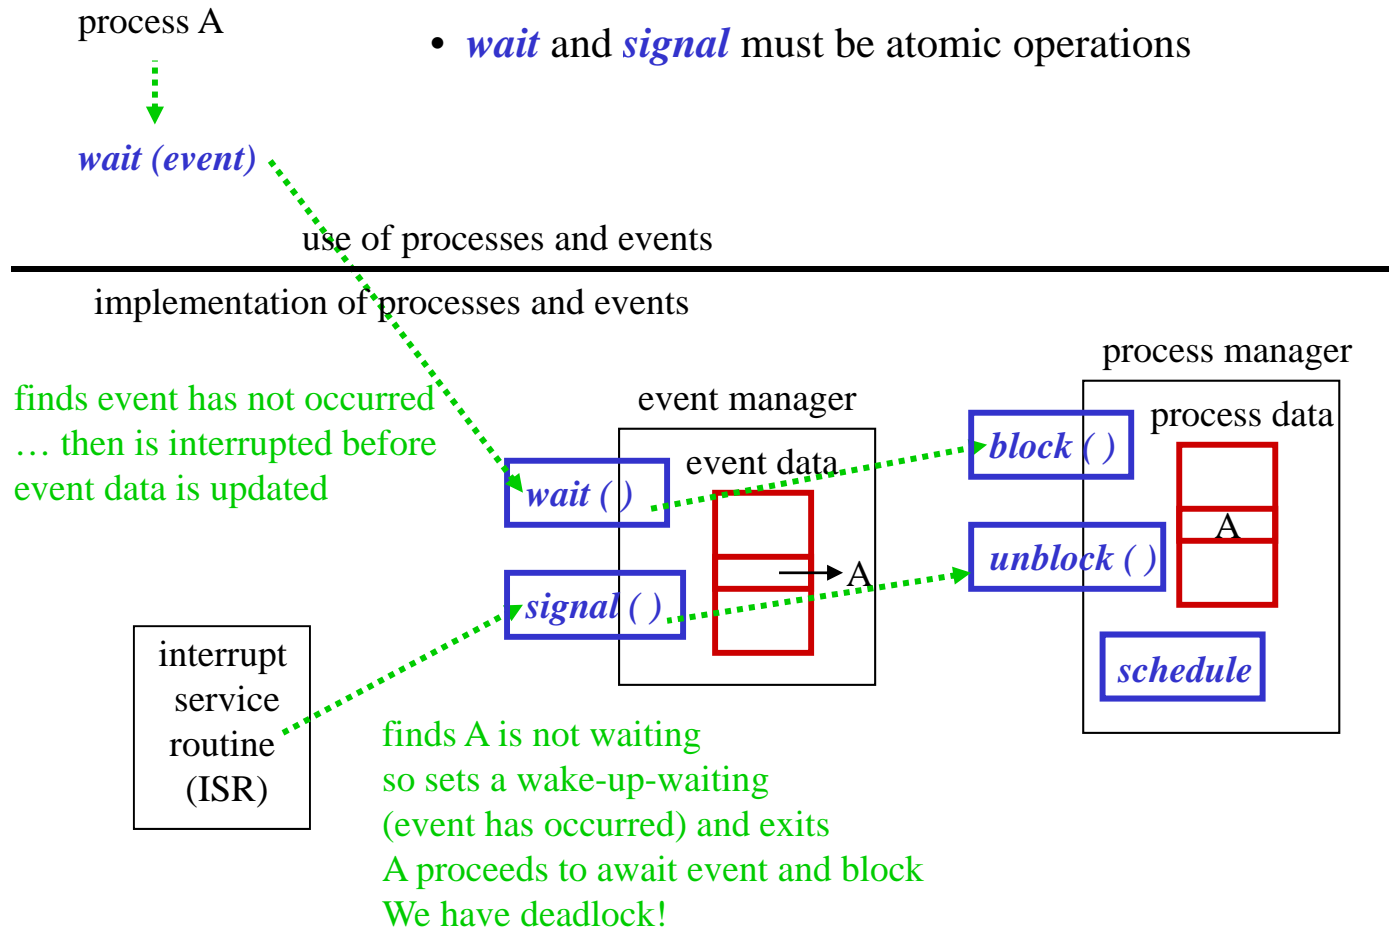 process A
• wait and signal must be atomic operations
wait (event)
use of processes and events
implementation of processes and events
process manager
finds event has not occurred
… then is interrupted before
event data is updated
event manager
process data
event data
block ( )
wait ( )
A
unblock ( )
A
signal ( )
schedule
interrupt
service
routine
(ISR)
finds A is not waiting
so sets a wake-up-waiting
(event has occurred) and exits
A proceeds to await event and block
We have deadlock!